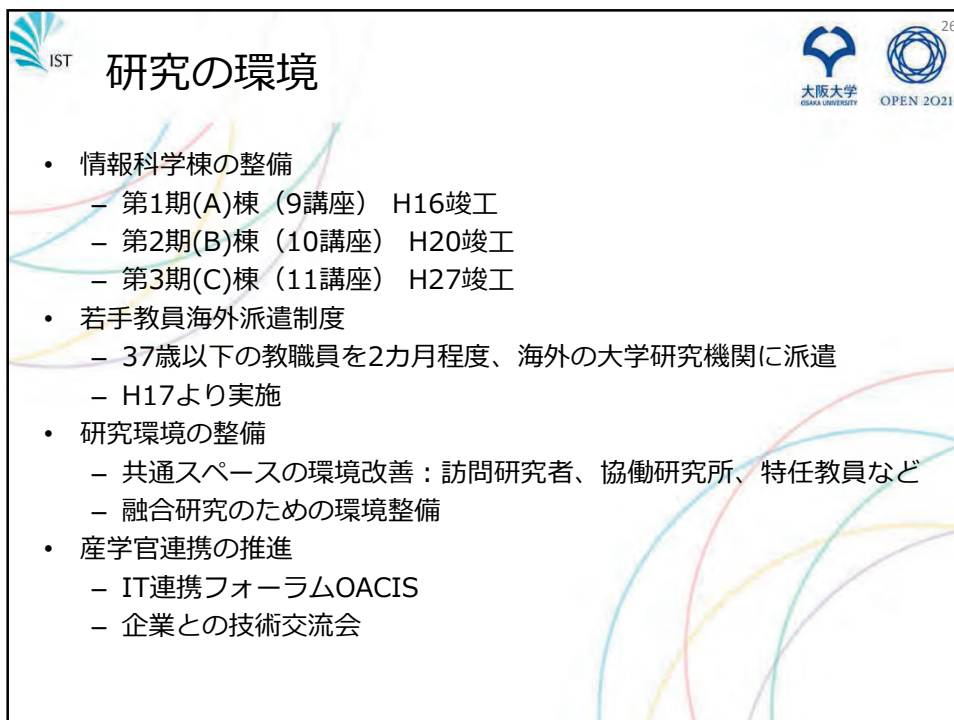 IST
研究の環境
大阪大学
OSAKA UNIVERSITY
OPEN 2021
26
• 情報科学棟の整備
– 第1期(A)棟（9講座） H16竣工
– 第2期(B)棟（10講座） H20竣工
– 第3期(C)棟（11講座） H27竣工
• 若手教員海外派遣制度
– 37歳以下の教職員を2カ月程度、海外の大学研究機関に派遣
– H17より実施
• 研究環境の整備
– 共通スペースの環境改善：訪問研究者、協働研究所、特任教員など
– 融合研究のための環境整備
• 産学官連携の推進
– IT連携フォーラムOACIS
– 企業との技術交流会